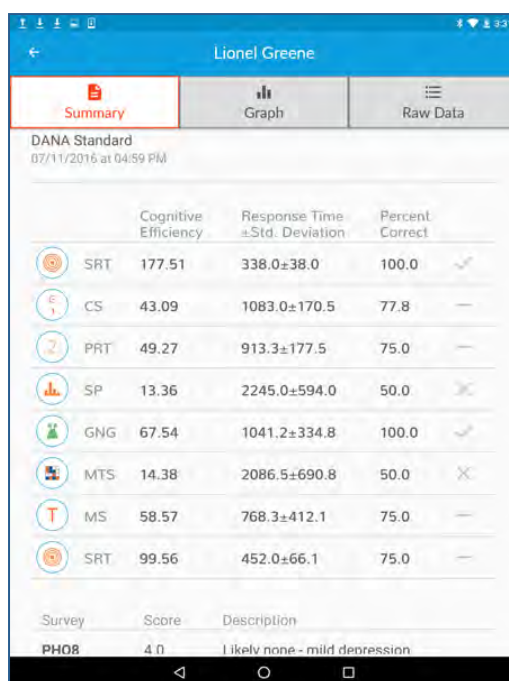 3:3
Lionel Greene
Summary
Graph
Raw Data
DANA Standard
07/11/2016 at 04:59 PM
Cognitive Efficiency Response Time ±Std. Deviation Percent Correct
SRT 177.51 338.0±38.0 100.0
CS 43.09 1083.0±170.5 77.8
PRT 49.27 913.3±177.5 75.0
SP 13.36 2245.0±594.0 50.0
GNG 67.54 1041.2±334.8 100.0
MTS 14.38 2086.5±690.8 50.0
T MS 58.57 768.3±412.1 75.0
SRT 99.56 452.0±66.1 75.0
Survey Score Description
PHQ8 4.0 Likely none - mild depression